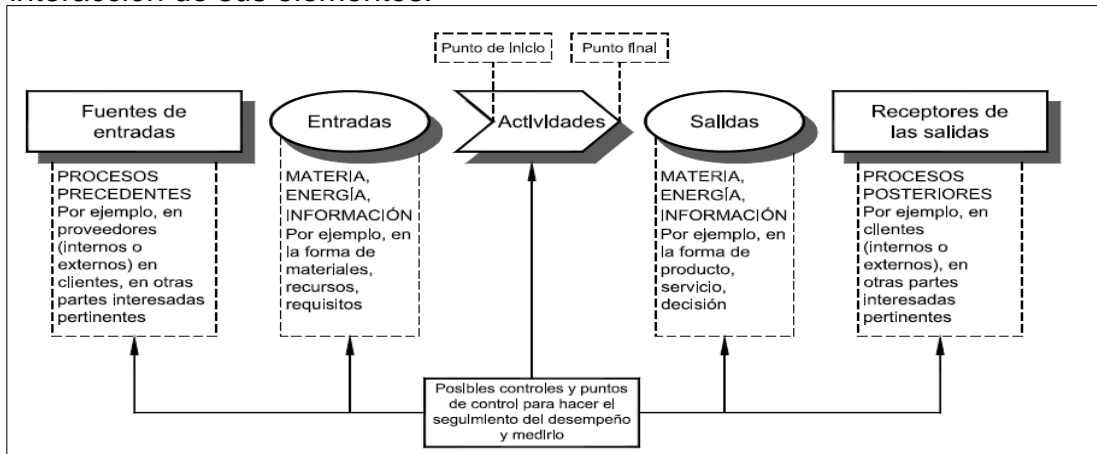 interacción de sus elementos.
Punto de inicio
Punto final
Fuentes de
entradas
Entradas
Actividades
Salidas
Receptores de
las salidas
PROCESOS
PRECEDENTES
Por ejemplo, en
proveedores
(internos o
externos) en
clientes, en otras
partes interesadas
pertinentes
MATERIA,
ENERGÍA,
INFORMACIÓN
Por ejemplo, en
la forma de
materiales,
recursos,
requisitos
MATERIA,
ENERGÍA,
INFORMACIÓN
Por ejemplo, en
la forma de
producto,
servicio,
decisión
PROCESOS
POSTERIORES
Por ejemplo, en
clientes
(internos o
externos), en
otras partes
interesadas
pertinentes
Posibles controles y puntos
de control para hacer el
seguimiento del desempeño
y medirlo